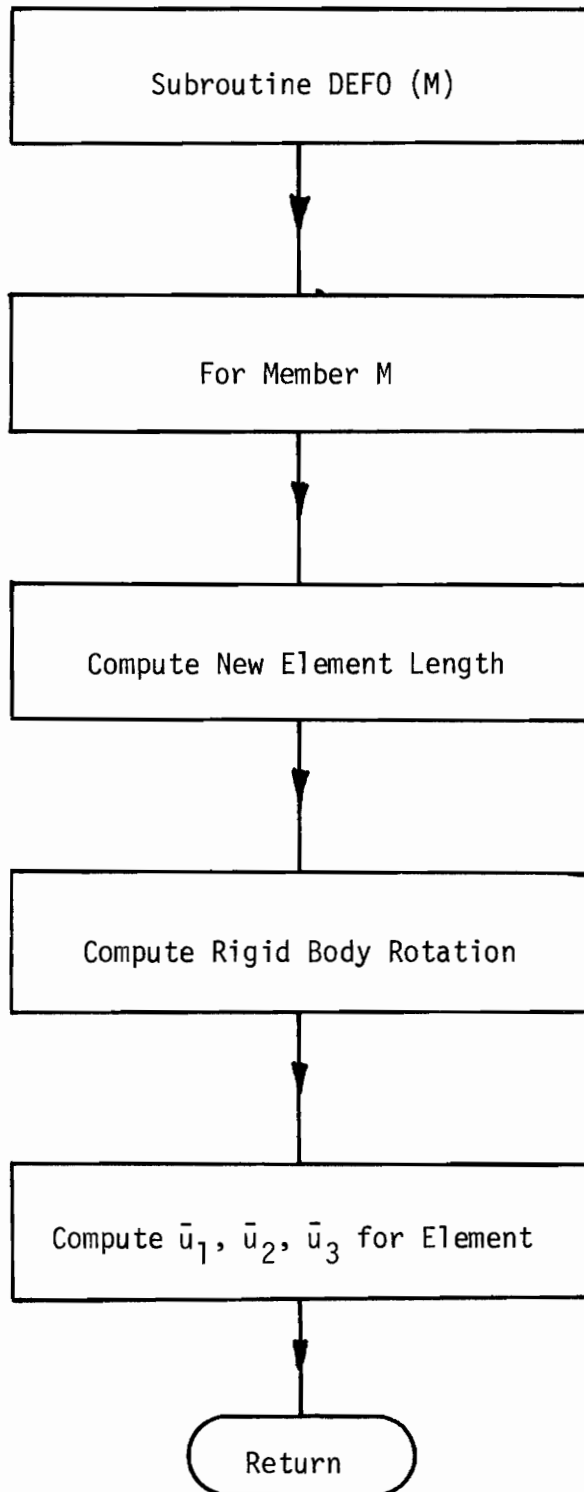 Subroutine DEFO (M)
For Member M
Compute New Element Length
Compute Rigid Body Rotation
Compute ū₁, ū₂, ū₃ for Element
Return